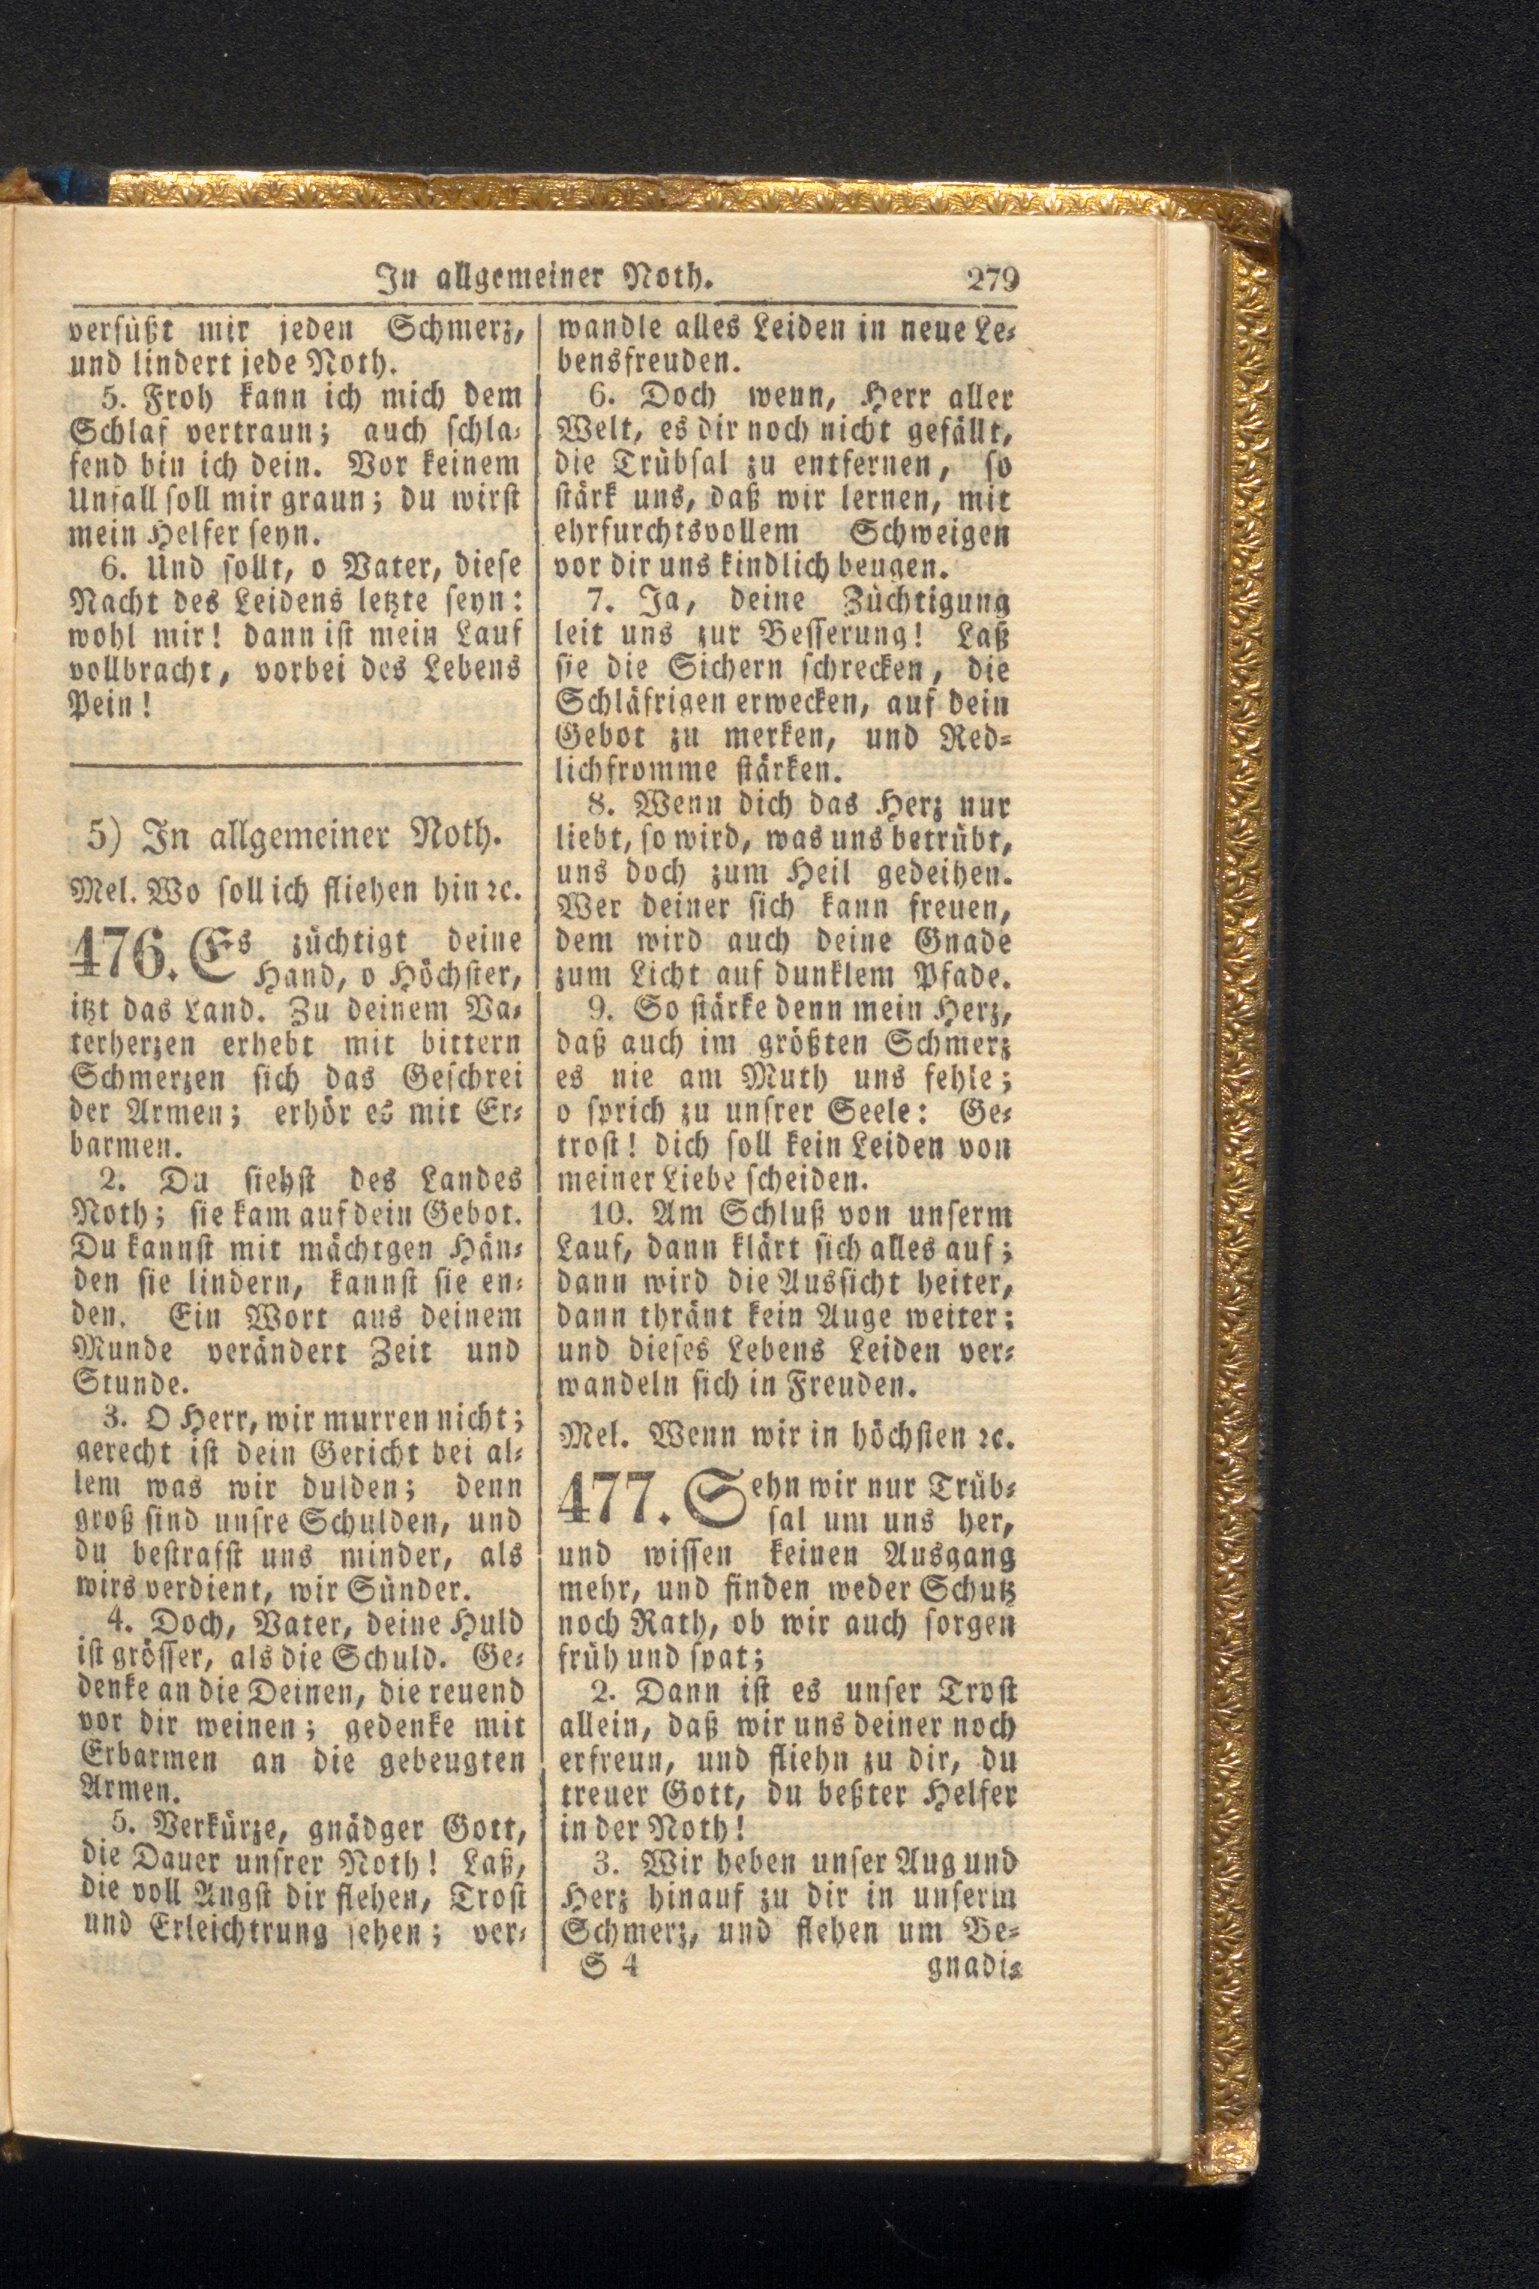 In allgemeiner Noth. 279
versüßt mir jeden Schmerz,
und lindert jede Noth.
5. Froh kann ich mich dem
Schlaf vertraun; auch schla-
fend bin ich dein. Vor keinem
Unfall soll mir graun; du wirst
mein Helfer seyn.
6. Und sollt, o Vater, diese
Nacht des Leidens letzte seyn:
wohl mir! dann ist mein Lauf
vollbracht, vorbei des Lebens
Pein!
5) In allgemeiner Noth.
Mel. Wo soll ich fliehen hin ꝛc.
476. Es züchtigt deine
Hand, o Höchster,
itzt das Land. Zu deinem Va-
terherzen erhebt mit bittern
Schmerzen sich das Geschrei
der Armen; erhör es mit Er-
barmen.
2. Du siehst des Landes
Noth; sie kam auf dein Gebot.
Du kannst mit mächtgen Hän-
den sie lindern, kannst sie en-
den. Ein Wort aus deinem
Munde verändert Zeit und
Stunde.
3. O Herr, wir murren nicht;
gerecht ist dein Gericht bei al-
lem was wir dulden; denn
groß sind unsre Schulden, und
du bestrafst uns minder, als
wirs verdient, wir Sünder.
4. Doch, Vater, deine Huld
ist grösser, als die Schuld. Ge-
denke an die Deinen, die reuend
vor dir weinen; gedenke mit
Erbarmen an die gebeugten
Armen.
5. Verkürze, gnädger Gott,
die Dauer unsrer Noth! Laß,
die voll Angst dir flehen, Trost
und Erleichtrung sehen; ver-
wandle alles Leiden in neue Le-
bensfreuden.
6. Doch wenn, Herr aller
Welt, es dir noch nicht gefällt,
die Trübsal zu entfernen, so
stärk uns, daß wir lernen, mit
ehrfurchtsvollem Schweigen
vor dir uns kindlich beugen.
7. Ja, deine Züchtigung
leit uns zur Besserung! Laß
sie die Sichern schrecken, die
Schläfrigen erwecken, auf dein
Gebot zu merken, und Red-
lichfromme stärken.
8. Wenn dich das Herz nur
liebt, so wird, was uns betrübt,
uns doch zum Heil gedeihen.
Wer deiner sich kann freuen,
dem wird auch deine Gnade
zum Licht auf dunklem Pfade.
9. So stärke denn mein Herz,
daß auch im größten Schmerz
es nie am Muth uns fehle;
o sprich zu unsrer Seele: Ge-
trost! dich soll kein Leiden von
meiner Liebe scheiden.
10. Am Schluß von unserm
Lauf, dann klärt sich alles auf;
dann wird die Aussicht heiter,
dann thränt kein Auge weiter;
und dieses Lebens Leiden ver-
wandeln sich in Freuden.
Mel. Wenn wir in höchsten ꝛc.
477. Sehn wir nur Trüb-
sal um uns her,
und wissen keinen Ausgang
mehr, und finden weder Schutz
noch Rath, ob wir auch sorgen
früh und spat;
2. Dann ist es unser Trost
allein, daß wir uns deiner noch
erfreun, und fliehn zu dir, du
treuer Gott, du beßter Helfer
in der Noth!
3. Wir heben unser Aug und
Herz hinauf zu dir in unserm
Schmerz, und flehen um Be-
S 4 gnadi-